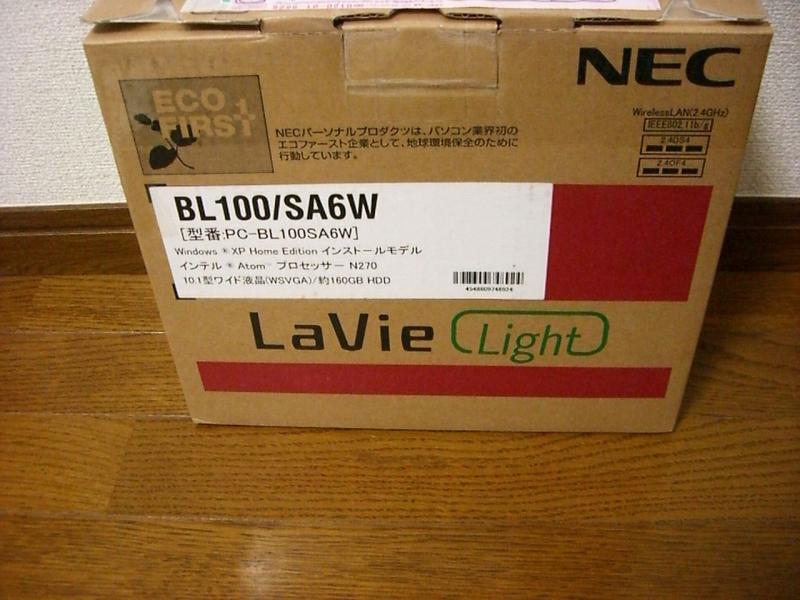 NEC
ECO
FIRST
NECパーソナルプロダクツは、パソコン業界初の
エコファースト企業として、地球環境保全のために
行動しています。
WirelessLAN(2.4GHz)
IEEE802.11b/g
2.4DS4
2.4OF4
BL100/SA6W
[型番:PC-BL100SA6W]
Windows ® XP Home Edition インストールモデル
インテル ® Atom™ プロセッサー N270
10.1型ワイド液晶(WSVGA)/約160GB HDD
LaVie Light